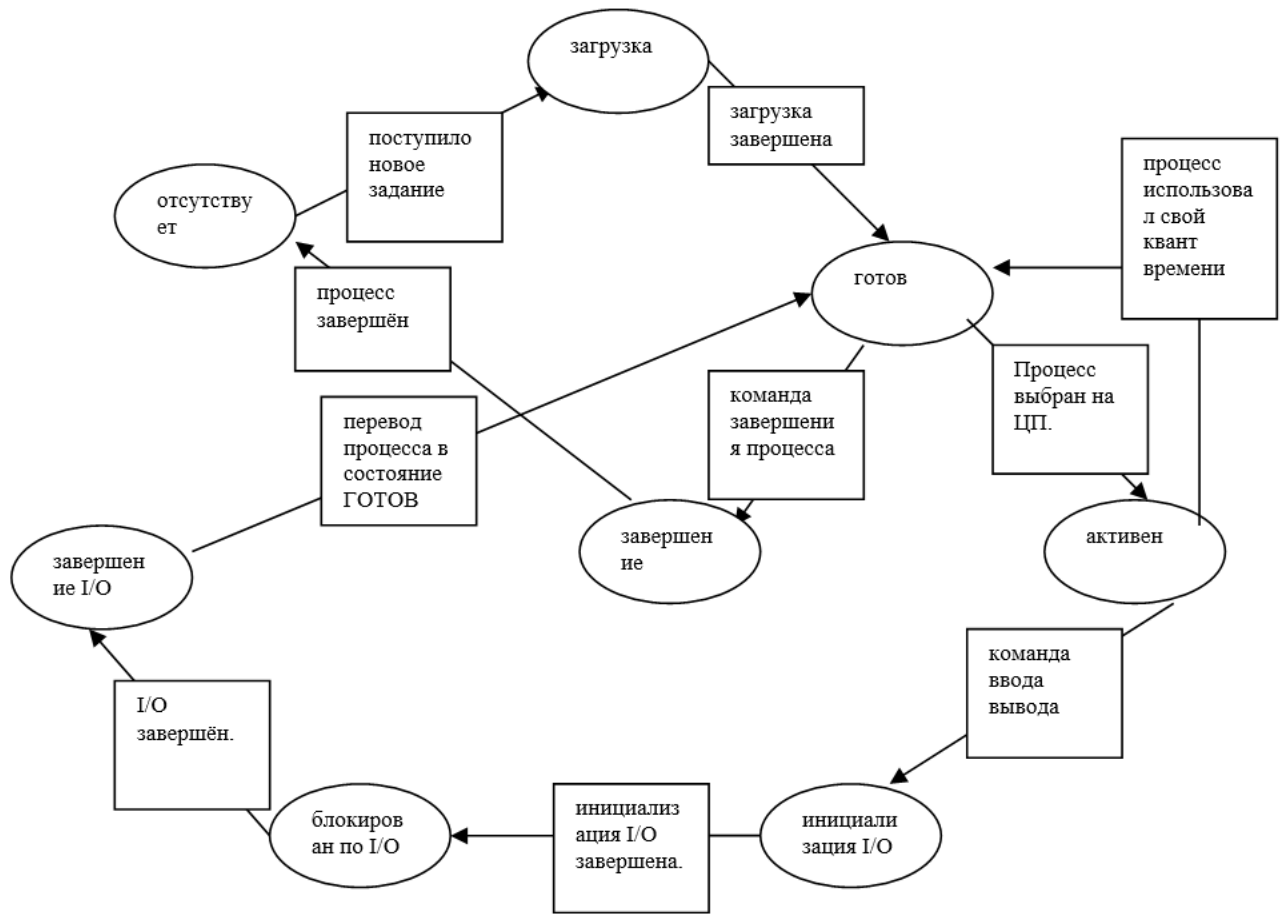 загрузка
загрузка
завершена
поступило
новое
задание
процесс
использова
л свой
квант
времени
отсутству
ет
готов
процесс
завершён
Процесс
выбран на
ЦП.
команда
завершени
я процесса
перевод
процесса в
состояние
ГОТОВ
завершен
ие
активен
завершен
ие I/O
команда
ввода
вывода
I/O
завершён.
инициализ
ация I/O
завершена.
блокиров
ан по I/O
инициали
зация I/O